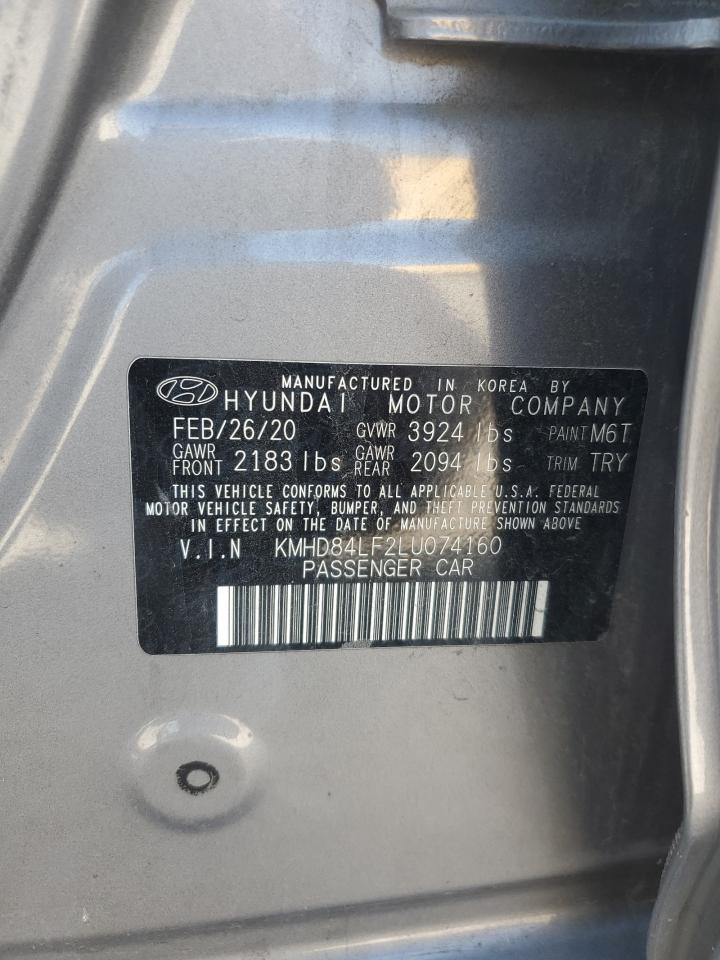 MANUFACTURED IN KOREA BY
HYUNDAI MOTOR COMPANY
FEB/26/20 GVWR 3924 lbs PAINT M6T
GAWR FRONT 2183 lbs GAWR REAR 2094 lbs TRIM TRY
THIS VEHICLE CONFORMS TO ALL APPLICABLE U.S.A. FEDERAL
MOTOR VEHICLE SAFETY, BUMPER, AND THEFT PREVENTION STANDARDS
IN EFFECT ON THE DATE OF MANUFACTURE SHOWN ABOVE
V.I.N KMHD84LF2LU074160
PASSENGER CAR